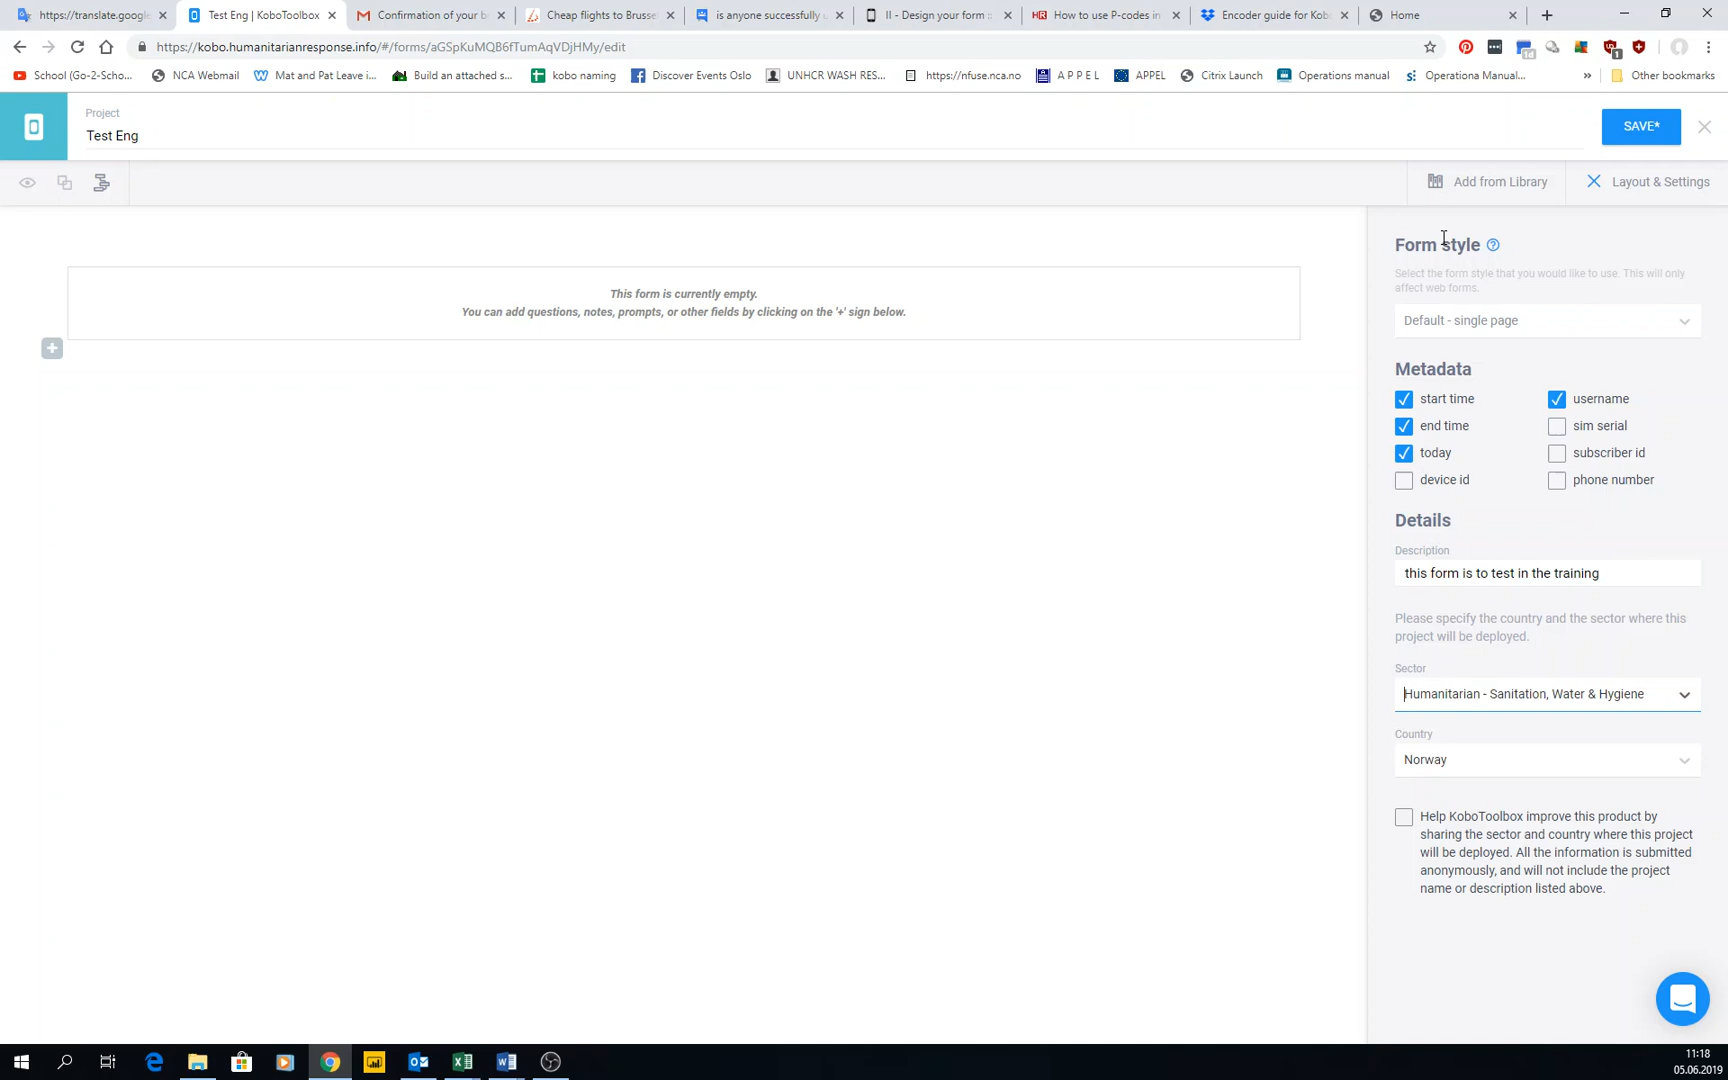 https://translate.google
Test Eng | KoboToolbox
Confirmation of your b
Cheap flights to Brusse
is anyone successfully
II - Design your form
How to use P-codes in
Encoder guide for Kob
Home
https://kobo.humanitarianresponse.info/#/forms/aGSpKuMQB6fTumAqVDjHMy/edit
School (Go-2-Scho...
NCA Webmail
Mat and Pat Leave i...
Build an attached s...
kobo naming
Discover Events Oslo
UNHCR WASH RES...
https://nfuse.nca.no
A P P E L
APPEL
Citrix Launch
Operations manual
Operationa Manual...
»
Other bookmarks
Project
Test Eng
SAVE*
Add from Library
Layout & Settings
This form is currently empty.
You can add questions, notes, prompts, or other fields by clicking on the '+' sign below.
Form style
Select the form style that you would like to use. This will only
affect web forms.
Default - single page
Metadata
start time
username
end time
sim serial
today
subscriber id
device id
phone number
Details
Description
this form is to test in the training
Please specify the country and the sector where this
project will be deployed.
Sector
Humanitarian - Sanitation, Water & Hygiene
Country
Norway
Help KoboToolbox improve this product by
sharing the sector and country where this project
will be deployed. All the information is submitted
anonymously, and will not include the project
name or description listed above.
11:18
05.06.2019